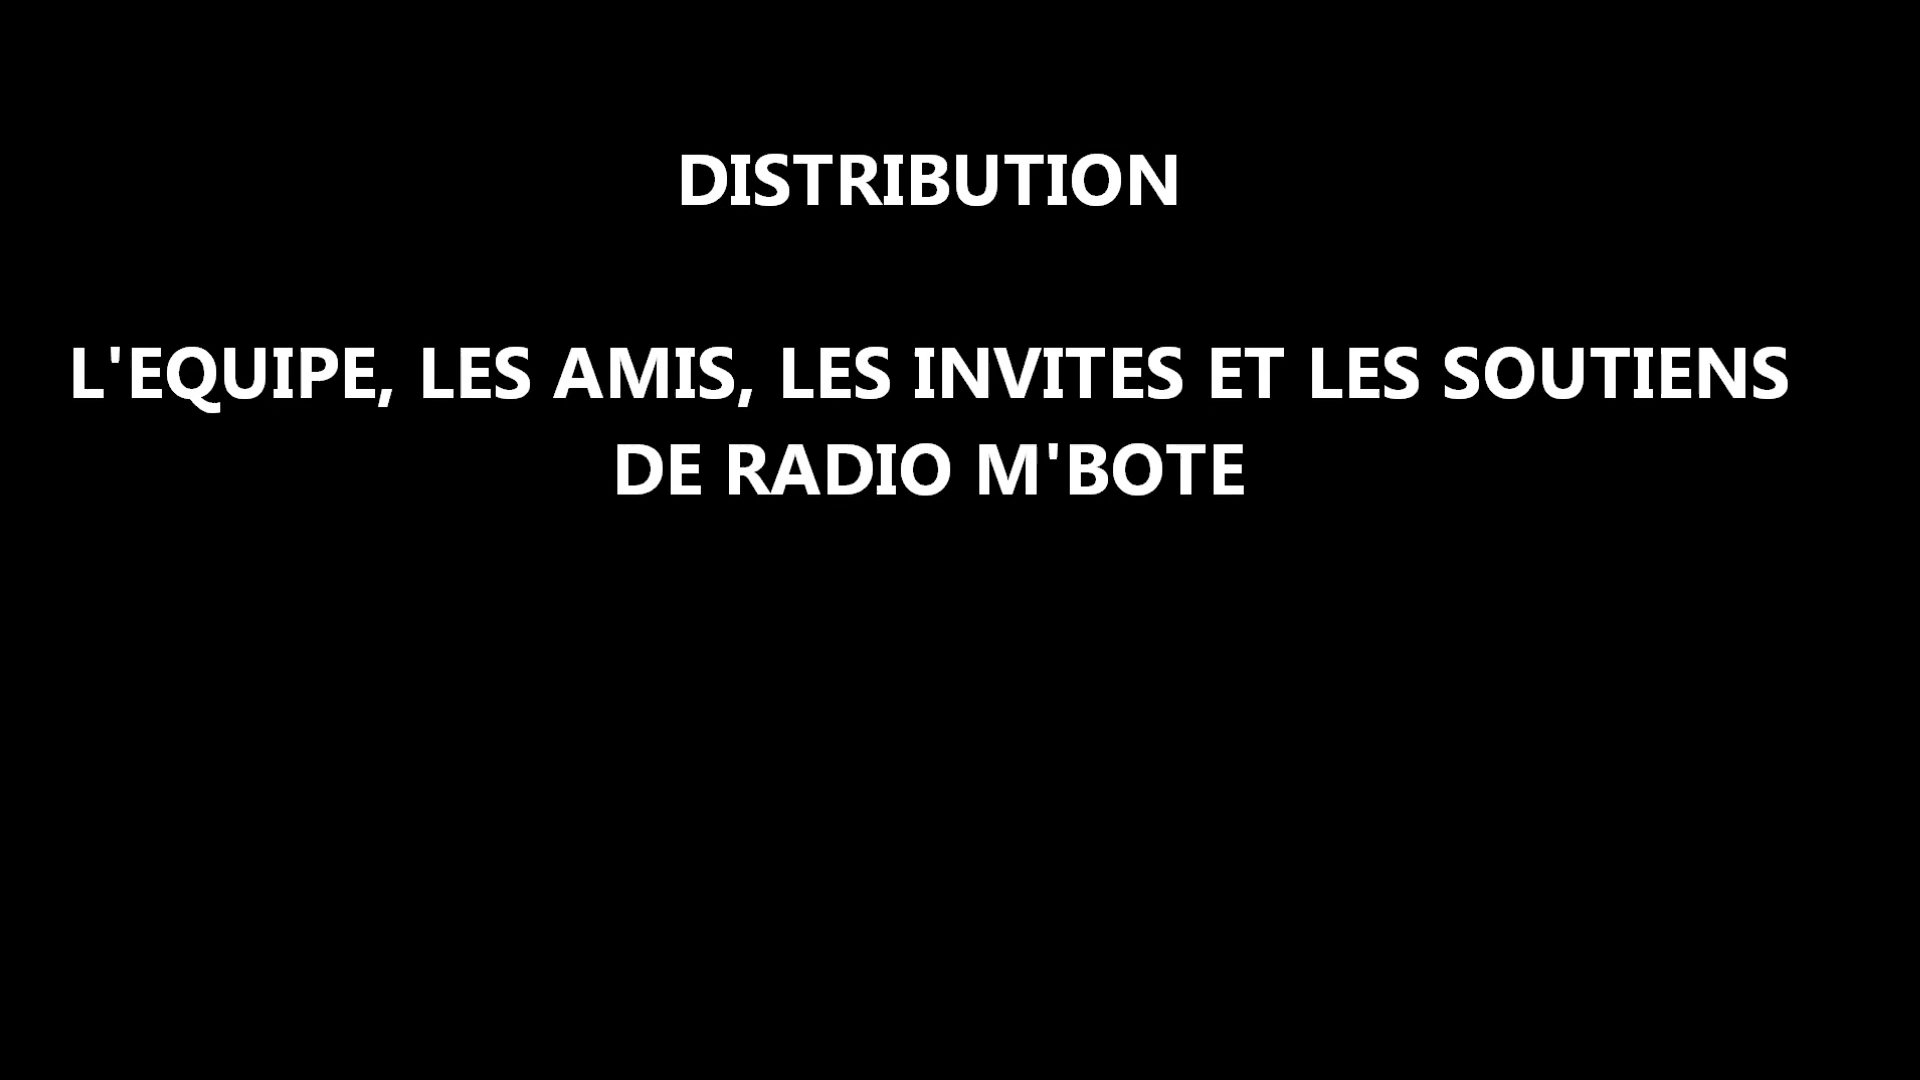 DISTRIBUTION
L'EQUIPE, LES AMIS, LES INVITES ET LES SOUTIENS
DE RADIO M'BOTE